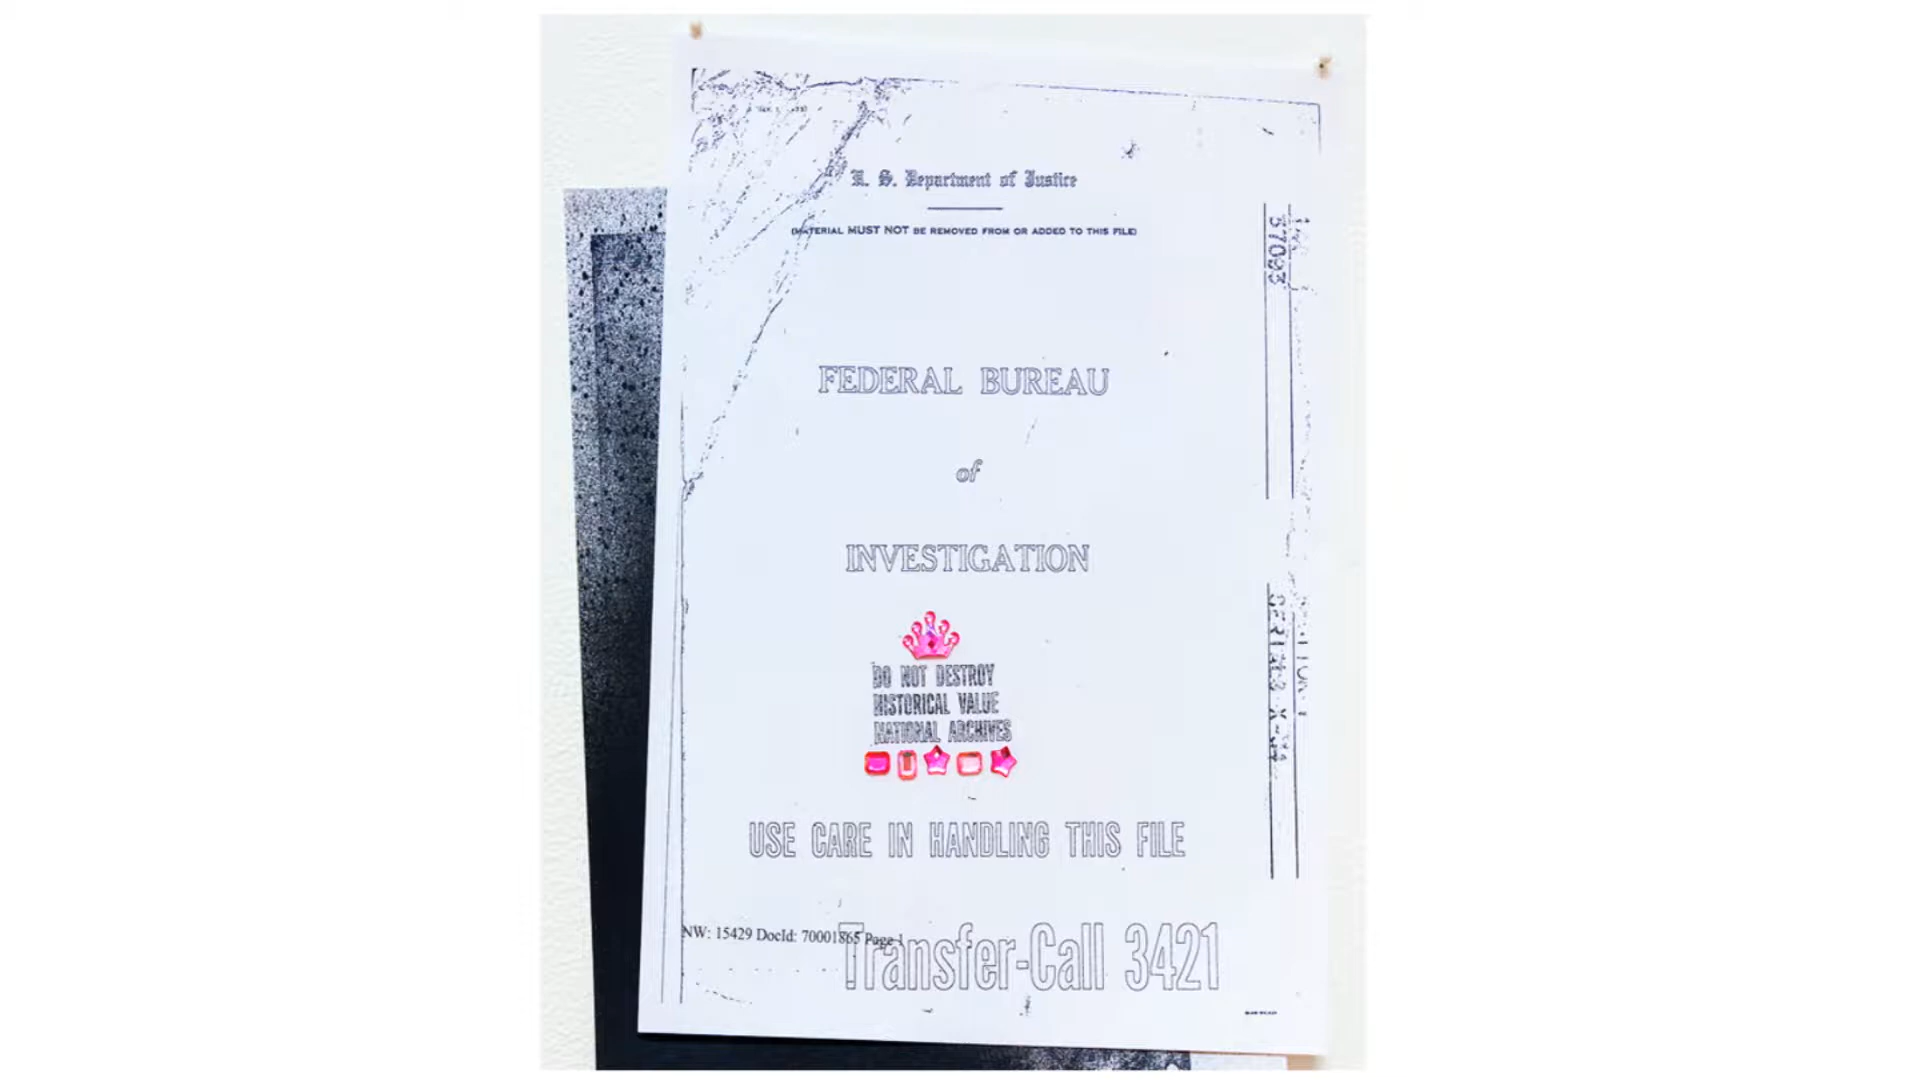 U. S. Department of Justice
(MATERIAL MUST NOT BE REMOVED FROM OR ADDED TO THIS FILE)
FEDERAL BUREAU
of
INVESTIGATION
DO NOT DESTROY
HISTORICAL VALUE
NATIONAL ARCHIVES
USE CARE IN HANDLING THIS FILE
Transfer-Call 3421
NW: 15429 DocId: 70001865 Page 1
57093